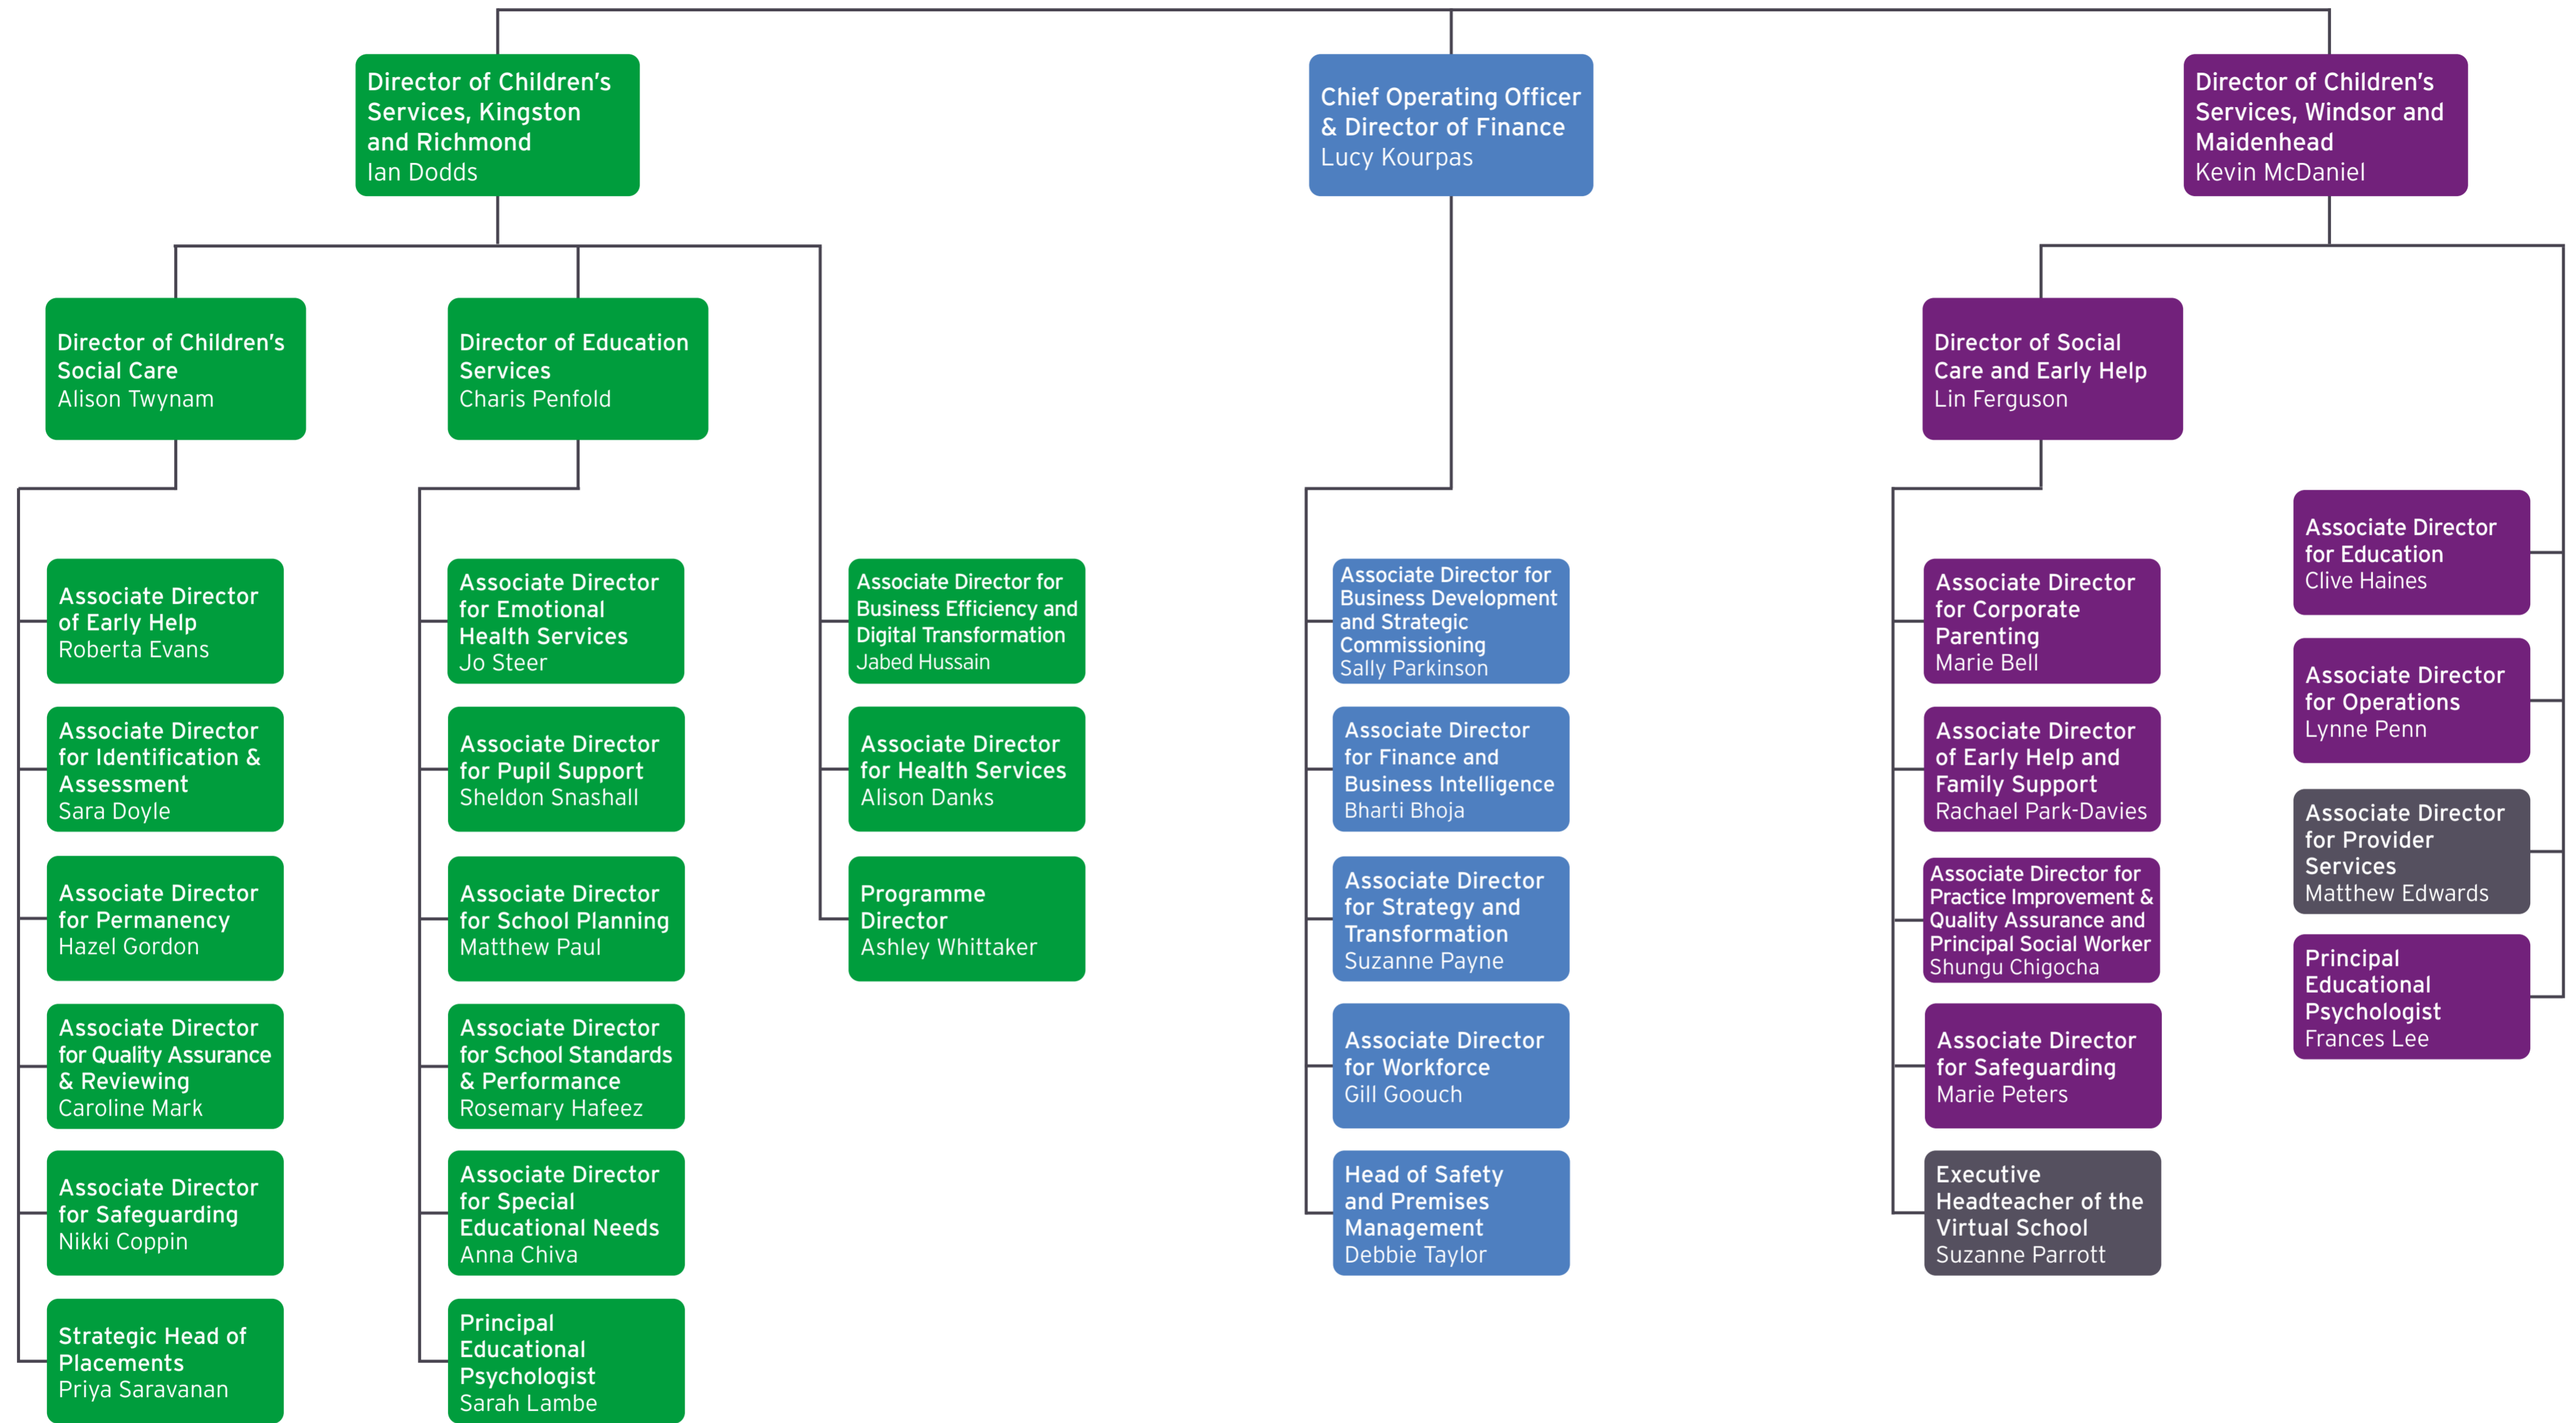 Director of Children’s
Services, Kingston
and Richmond
Ian Dodds
Chief Operating Officer
& Director of Finance
Lucy Kourpas
Director of Children’s
Services, Windsor and
Maidenhead
Kevin McDaniel
Director of Children’s
Social Care
Alison Twynam
Director of Education
Services
Charis Penfold
Director of Social
Care and Early Help
Lin Ferguson
Associate Director
of Early Help
Roberta Evans
Associate Director
for Identification &
Assessment
Sara Doyle
Associate Director
for Permanency
Hazel Gordon
Associate Director
for Quality Assurance
& Reviewing
Caroline Mark
Associate Director
for Safeguarding
Nikki Coppin
Strategic Head of
Placements
Priya Saravanan
Associate Director
for Emotional
Health Services
Jo Steer
Associate Director
for Pupil Support
Sheldon Snashall
Associate Director
for School Planning
Matthew Paul
Associate Director
for School Standards
& Performance
Rosemary Hafeez
Associate Director
for Special
Educational Needs
Anna Chiva
Principal
Educational
Psychologist
Sarah Lambe
Associate Director for
Business Efficiency and
Digital Transformation
Jabed Hussain
Associate Director
for Health Services
Alison Danks
Programme
Director
Ashley Whittaker
Associate Director for
Business Development
and Strategic
Commissioning
Sally Parkinson
Associate Director
for Finance and
Business Intelligence
Bharti Bhoja
Associate Director
for Strategy and
Transformation
Suzanne Payne
Associate Director
for Workforce
Gill Goouch
Head of Safety
and Premises
Management
Debbie Taylor
Associate Director
for Corporate
Parenting
Marie Bell
Associate Director
of Early Help and
Family Support
Rachael Park-Davies
Associate Director for
Practice Improvement &
Quality Assurance and
Principal Social Worker
Shungu Chigocha
Associate Director
for Safeguarding
Marie Peters
Executive
Headteacher of the
Virtual School
Suzanne Parrott
Associate Director
for Education
Clive Haines
Associate Director
for Operations
Lynne Penn
Associate Director
for Provider
Services
Matthew Edwards
Principal
Educational
Psychologist
Frances Lee